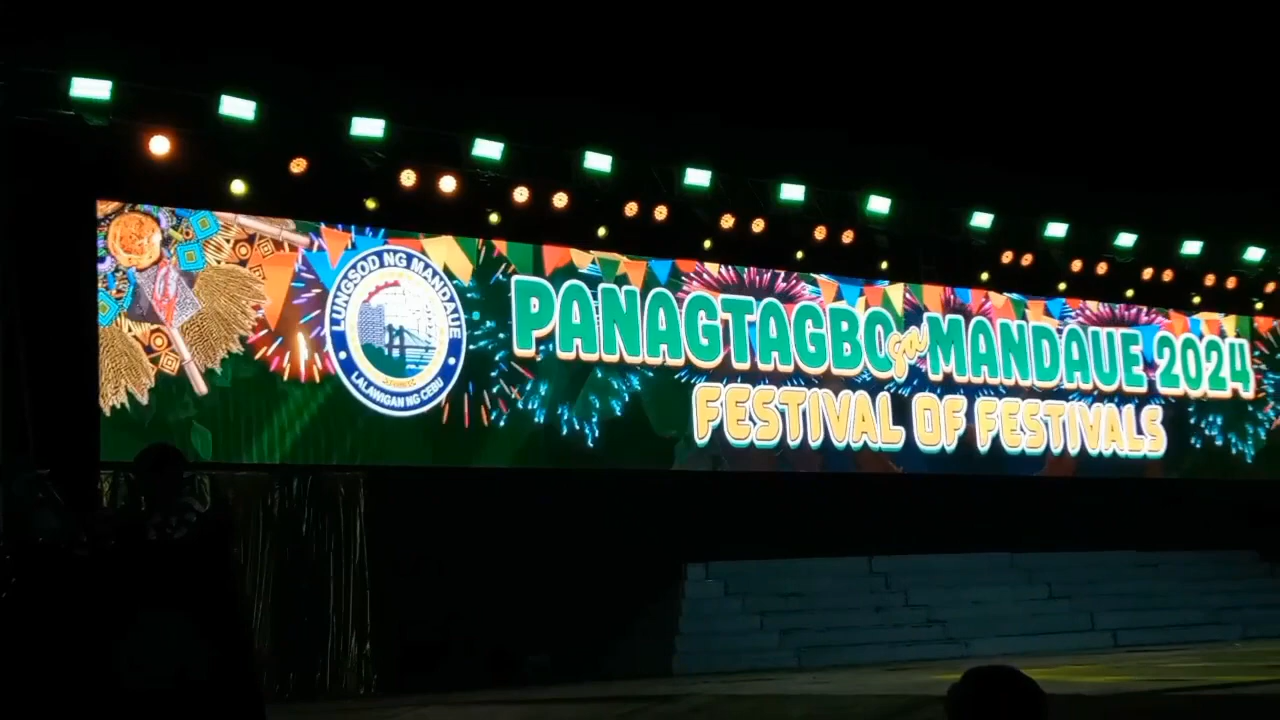 LUNGSOD NG MANDAUE
LALAWIGAN NG CEBU
PANAGTAGBO sa MANDAUE 2024
FESTIVAL OF FESTIVALS